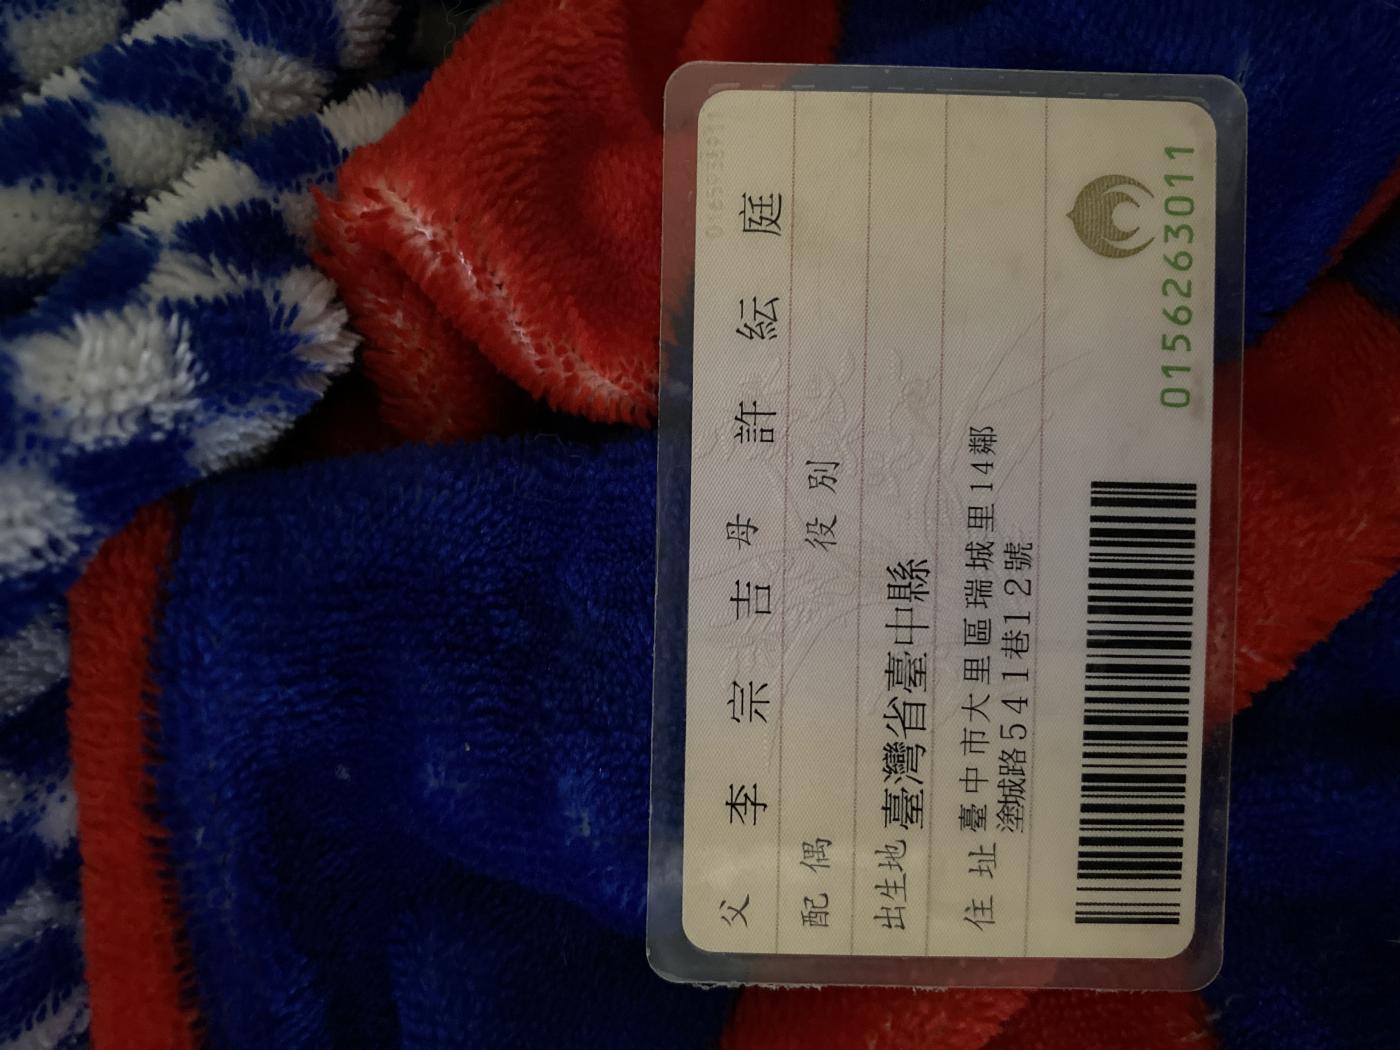 父 李宗吉 母 許紜庭
配偶 役別
出生地 臺灣省臺中縣
住址 臺中市大里區瑞城里14鄰
塗城路541巷12號
0156263011